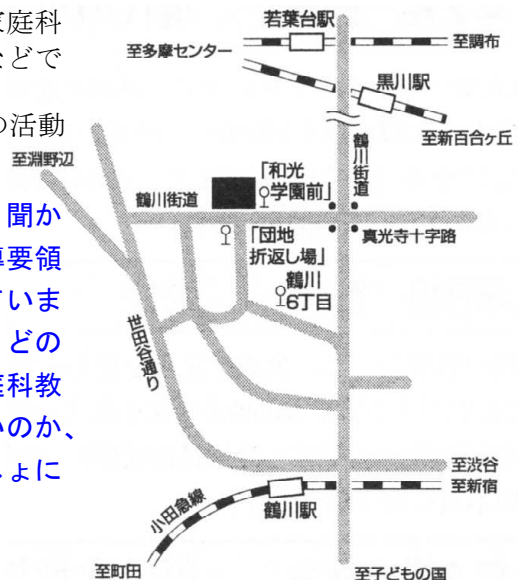 家庭科
などで
の活動
聞か
導要領
ていま
どの
庭科教
いのか、
しょに
若葉台駅
至多摩センター
至調布
黒川駅
至新百合ヶ丘
至淵野辺
鶴川街道
「和光
学園前」
鶴川街道
「団地
折返し場」
真光寺十字路
鶴川
6丁目
世田谷通り
至渋谷
至新宿
小田急線
鶴川駅
至町田
至子どもの国